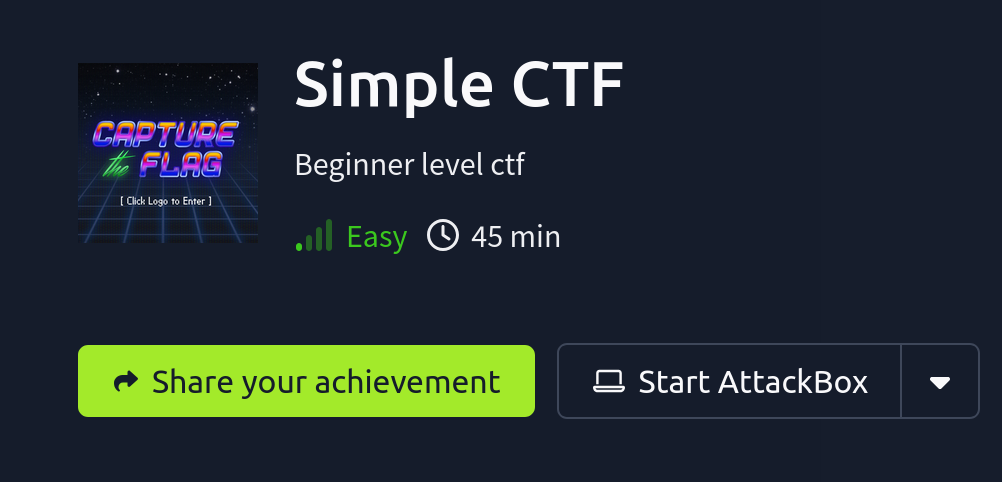 Simple CTF
CAPTURE
the FLAG
[ Click Logo to Enter ]
Beginner level ctf
Easy 45 min
Share your achievement
Start AttackBox